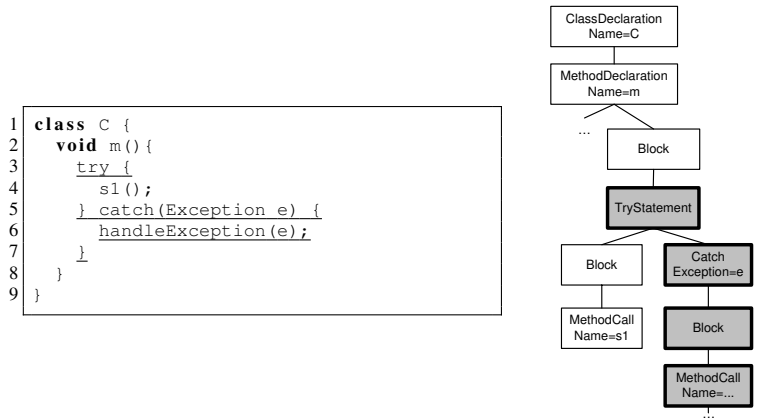 1 class C {
2 void m(){
3 try {
4 s1();
5 } catch(Exception e) {
6 handleException(e);
7 }
8 }
9 }
ClassDeclaration
Name=C
MethodDeclaration
Name=m
...
Block
TryStatement
Block
Catch
Exception=e
MethodCall
Name=s1
Block
MethodCall
Name=...
...